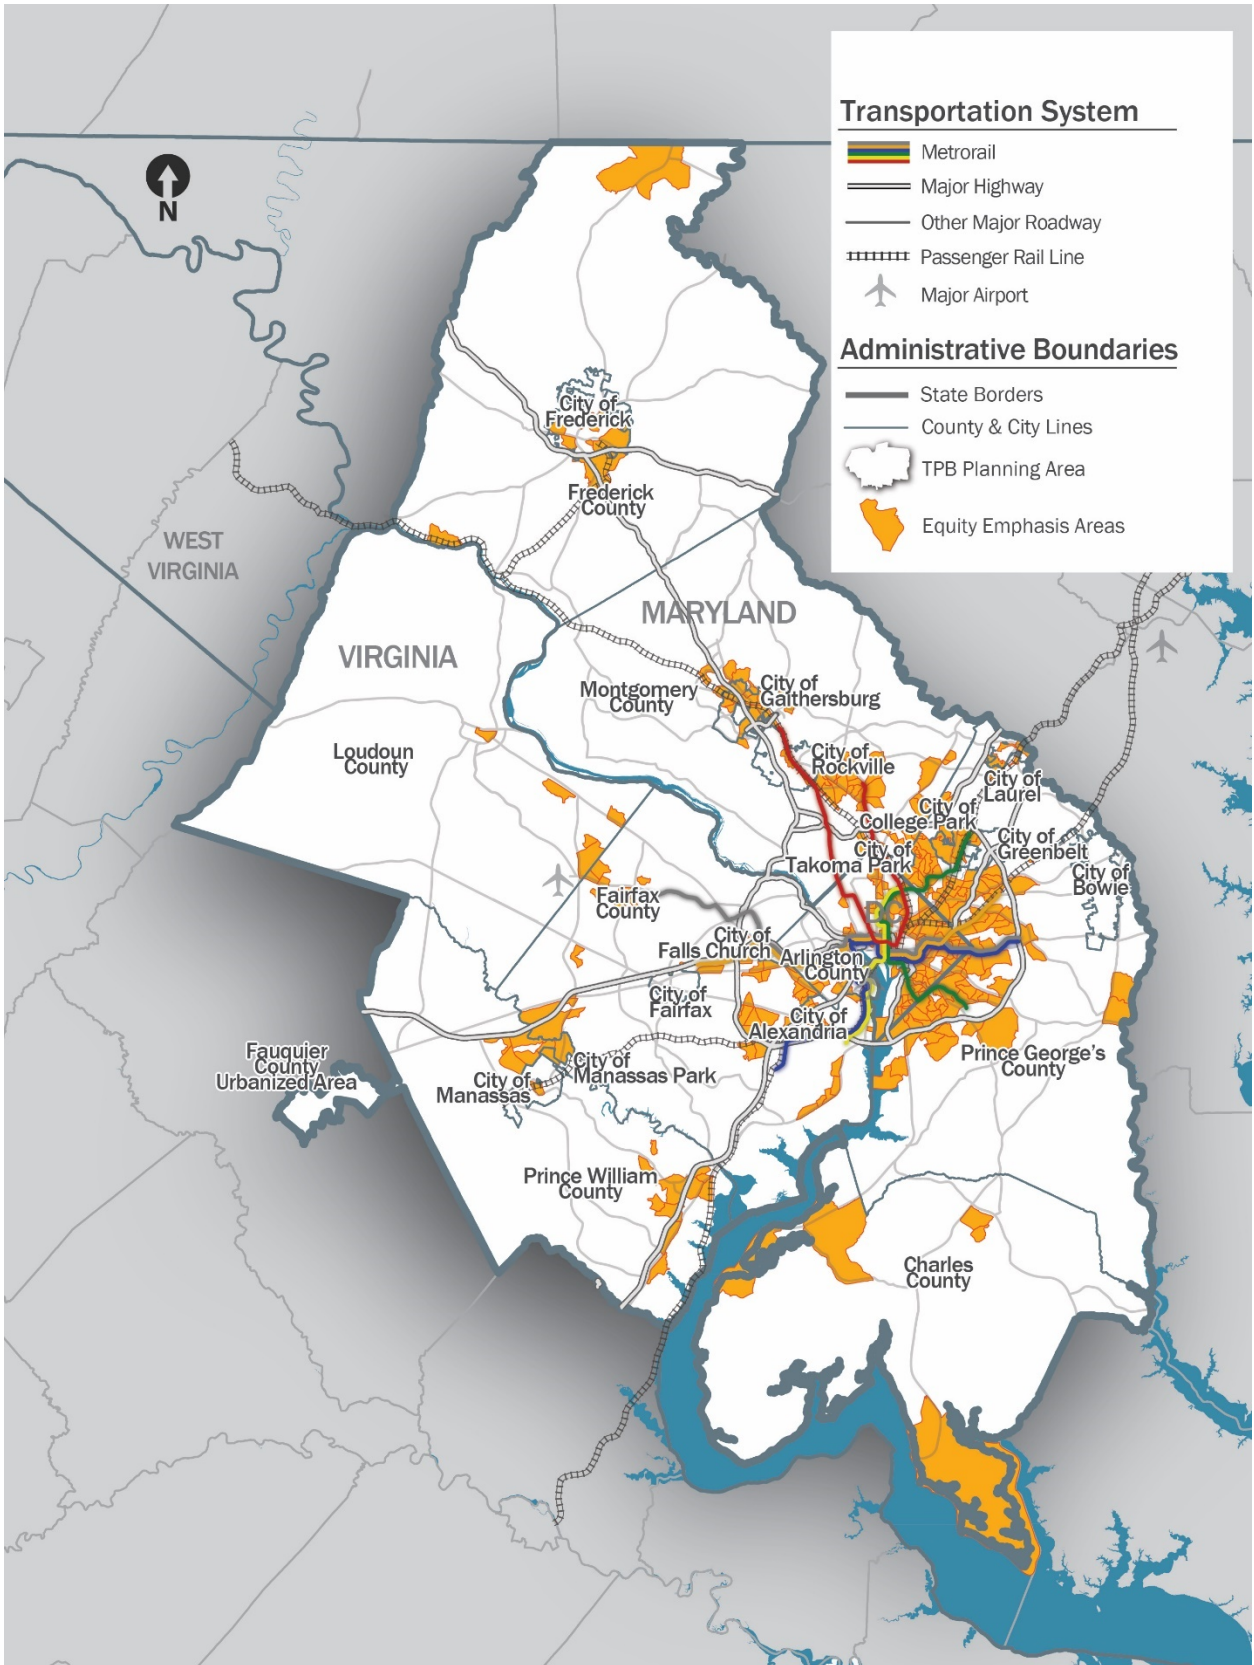 Transportation System
Metrorail
Major Highway
Other Major Roadway
Passenger Rail Line
Major Airport
Administrative Boundaries
State Borders
County & City Lines
TPB Planning Area
Equity Emphasis Areas
N
City of
Frederick
Frederick
County
WEST
VIRGINIA
MARYLAND
VIRGINIA
Montgomery
County
City of
Gaithersburg
Loudoun
County
City of
Rockville
City of
Laurel
City of
College Park
City of
Greenbelt
City of
Takoma Park
City of
Bowie
Fairfax
County
City of
Falls Church
Arlington
County
City of
Fairfax
City of
Alexandria
Prince George's
County
Fauquier
County
Urbanized Area
City of
Manassas Park
City of
Manassas
Prince William
County
Charles
County